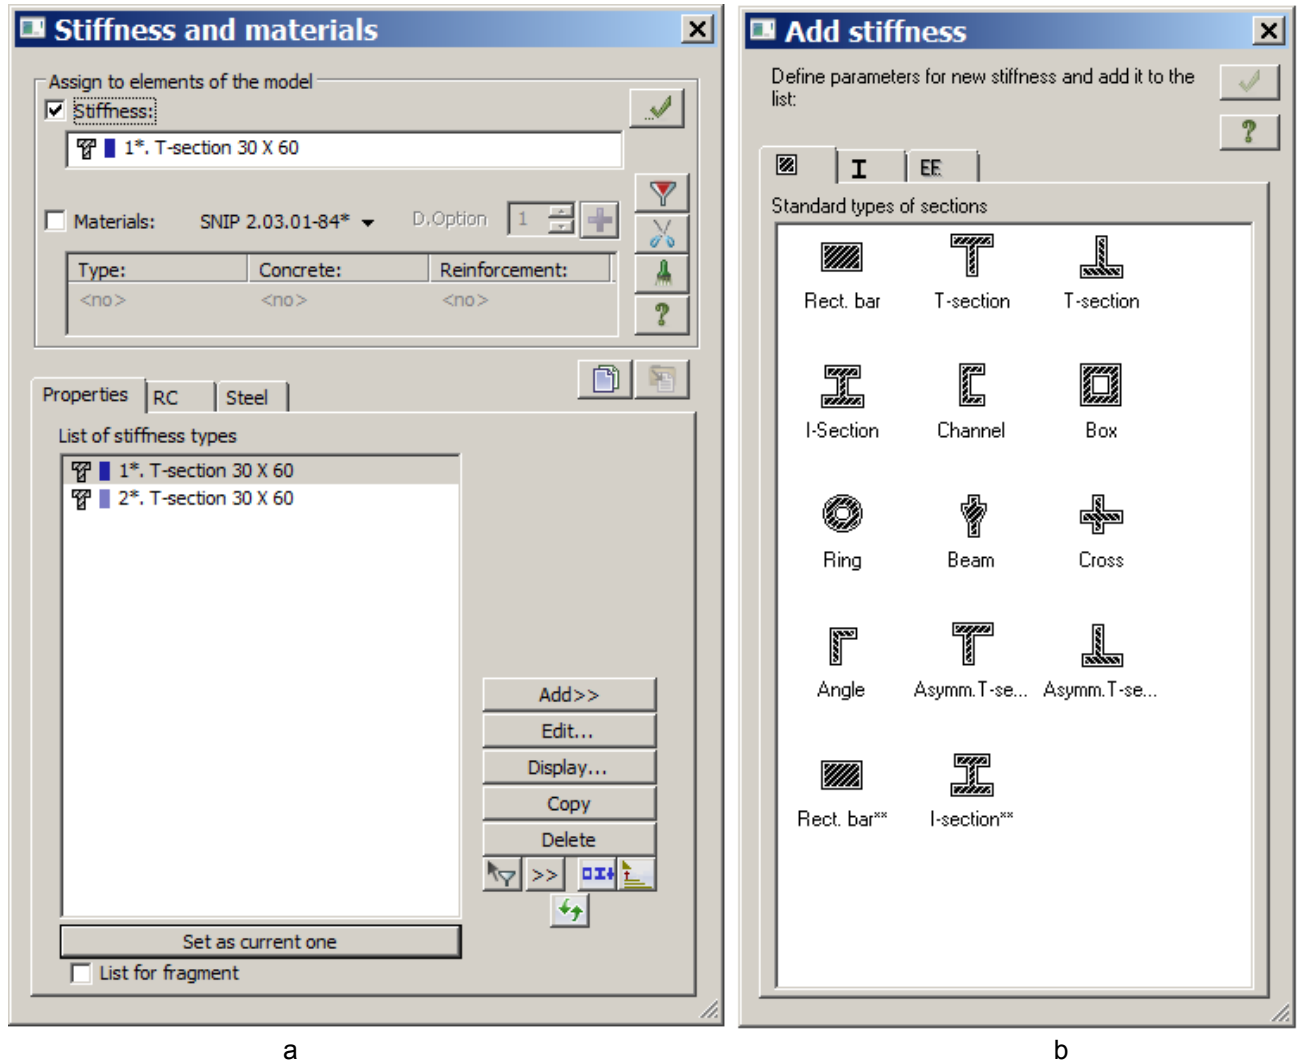 Stiffness and materials
Assign to elements of the model
Stiffness:
1*. T-section 30 X 60
Materials: SNIP 2.03.01-84* D.Option 1
Type: Concrete: Reinforcement:
<no> <no> <no>
Properties RC Steel
List of stiffness types
1*. T-section 30 X 60
2*. T-section 30 X 60
Add>>
Edit...
Display...
Copy
Delete
>>
Set as current one
List for fragment
a
Add stiffness
Define parameters for new stiffness and add it to the
list:
I EF.
Standard types of sections
Rect. bar T-section T-section
I-Section Channel Box
Ring Beam Cross
Angle Asymm.T-se... Asymm.T-se...
Rect. bar** I-section**
b